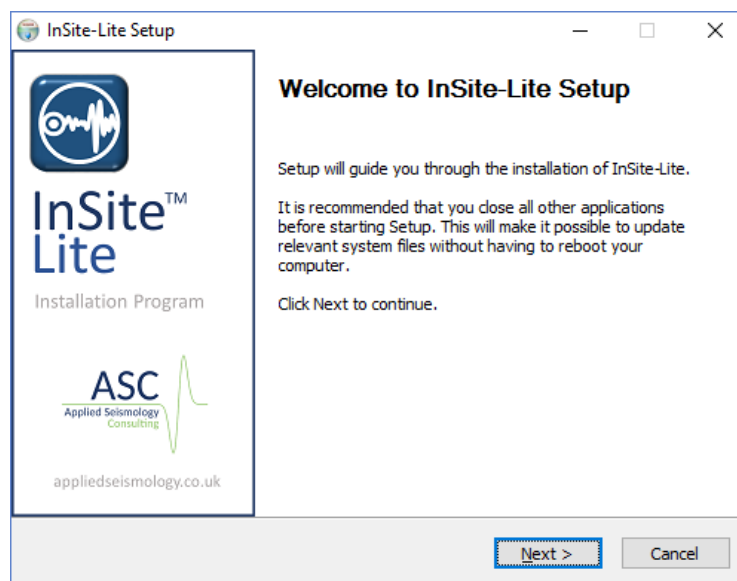 InSite-Lite Setup
InSite™
Lite
Installation Program
ASC
Applied Seismology
Consulting
appliedseismology.co.uk
Welcome to InSite-Lite Setup
Setup will guide you through the installation of InSite-Lite.
It is recommended that you close all other applications
before starting Setup. This will make it possible to update
relevant system files without having to reboot your
computer.
Click Next to continue.
Next >
Cancel